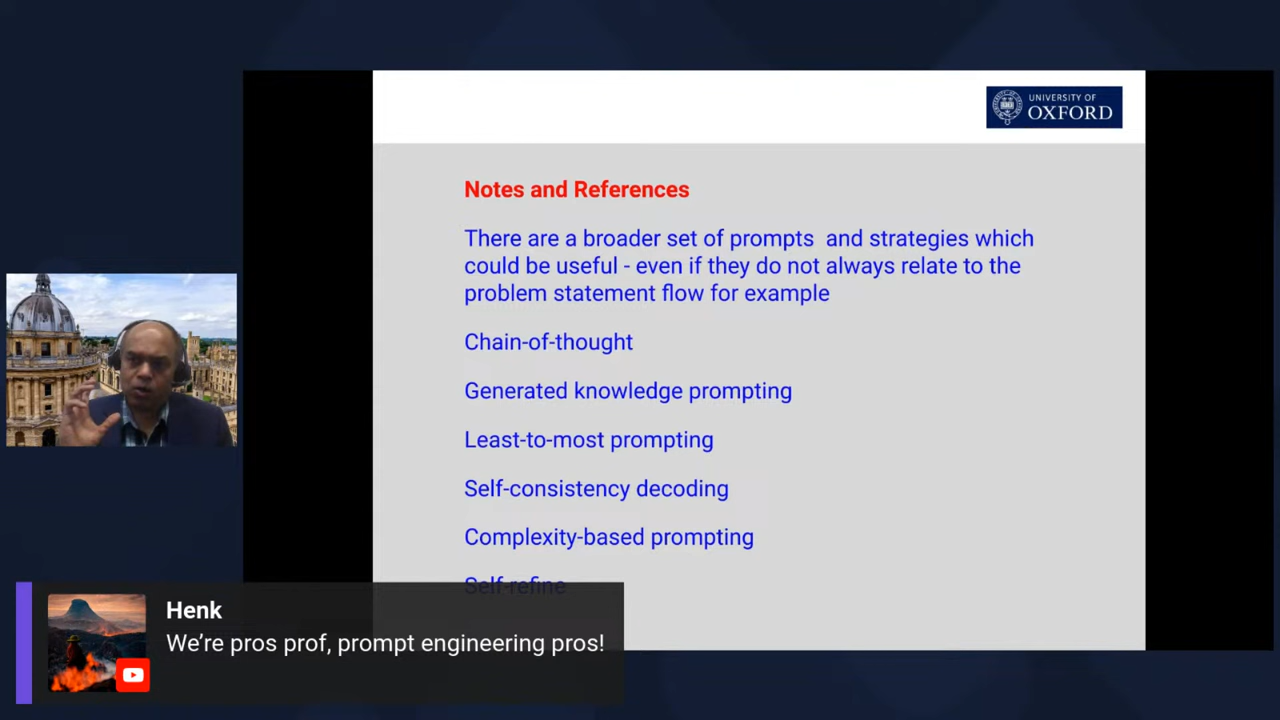 UNIVERSITY OF
OXFORD
Notes and References
There are a broader set of prompts and strategies which
could be useful - even if they do not always relate to the
problem statement flow for example
Chain-of-thought
Generated knowledge prompting
Least-to-most prompting
Self-consistency decoding
Complexity-based prompting
Self-refine
Henk
We’re pros prof, prompt engineering pros!